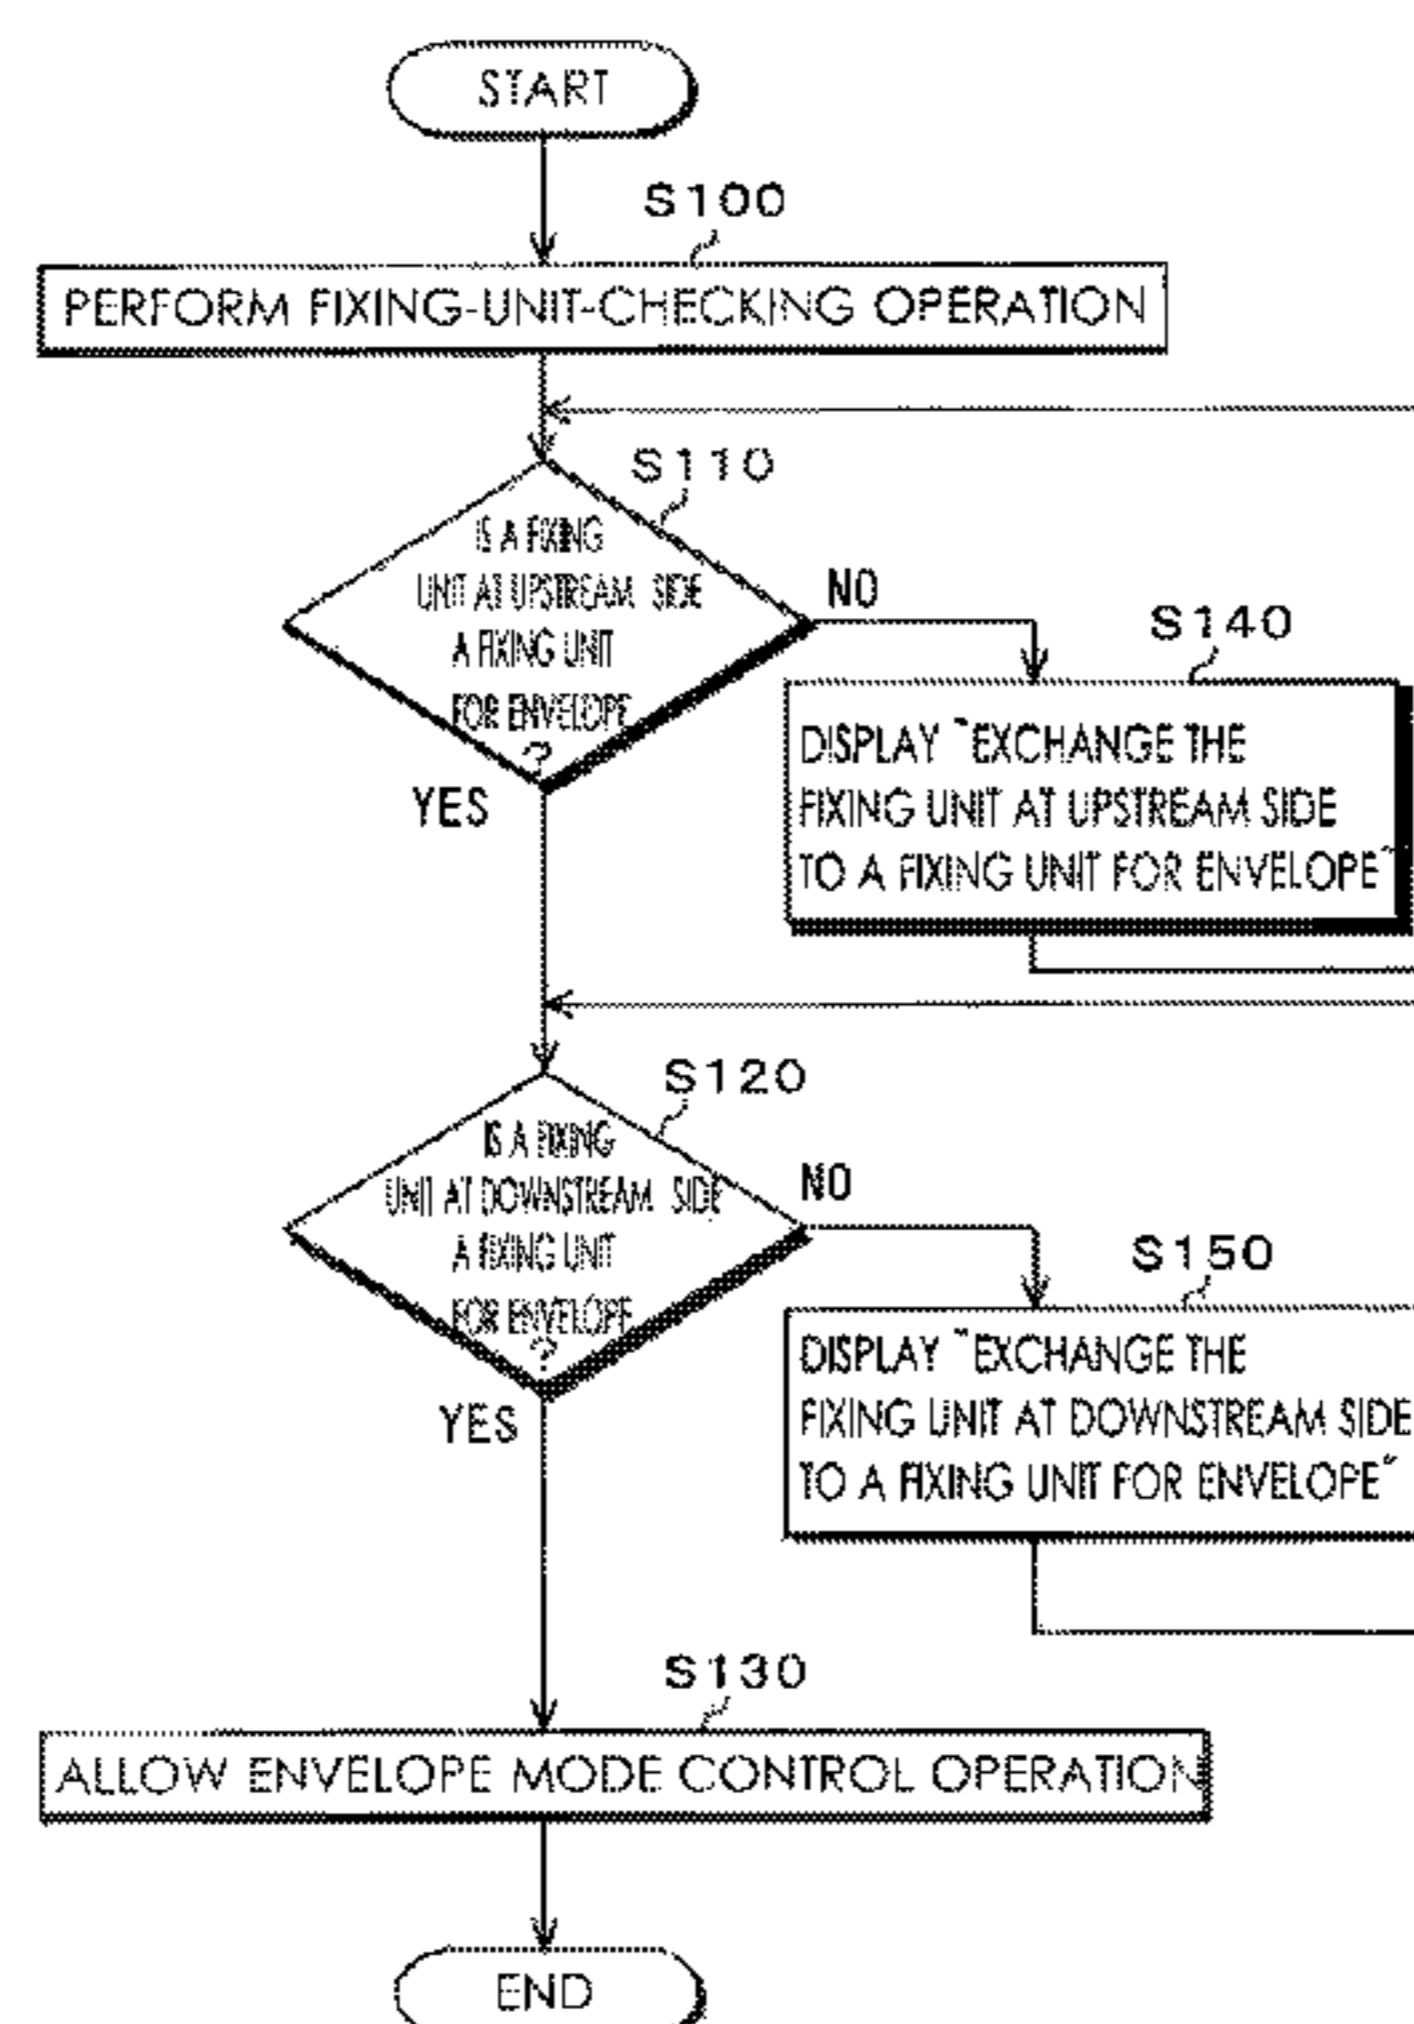 START
S100
PERFORM FIXING-UNIT-CHECKING OPERATION
S110
IS A FIXING
UNIT AT UPSTREAM SIDE
A FIXING UNIT
FOR ENVELOPE
?
NO
YES
S140
DISPLAY "EXCHANGE THE
FIXING UNIT AT UPSTREAM SIDE
TO A FIXING UNIT FOR ENVELOPE"
S120
IS A FIXING
UNIT AT DOWNSTREAM SIDE
A FIXING UNIT
FOR ENVELOPE
?
NO
YES
S150
DISPLAY "EXCHANGE THE
FIXING UNIT AT DOWNSTREAM SIDE
TO A FIXING UNIT FOR ENVELOPE"
S130
ALLOW ENVELOPE MODE CONTROL OPERATION
END